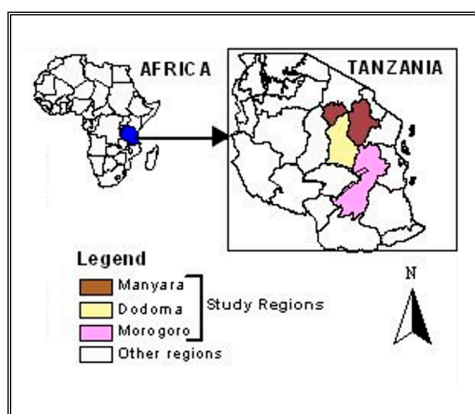 AFRICA
TANZANIA
Legend
Manyara
Dodoma
Morogoro
Study Regions
Other regions
N